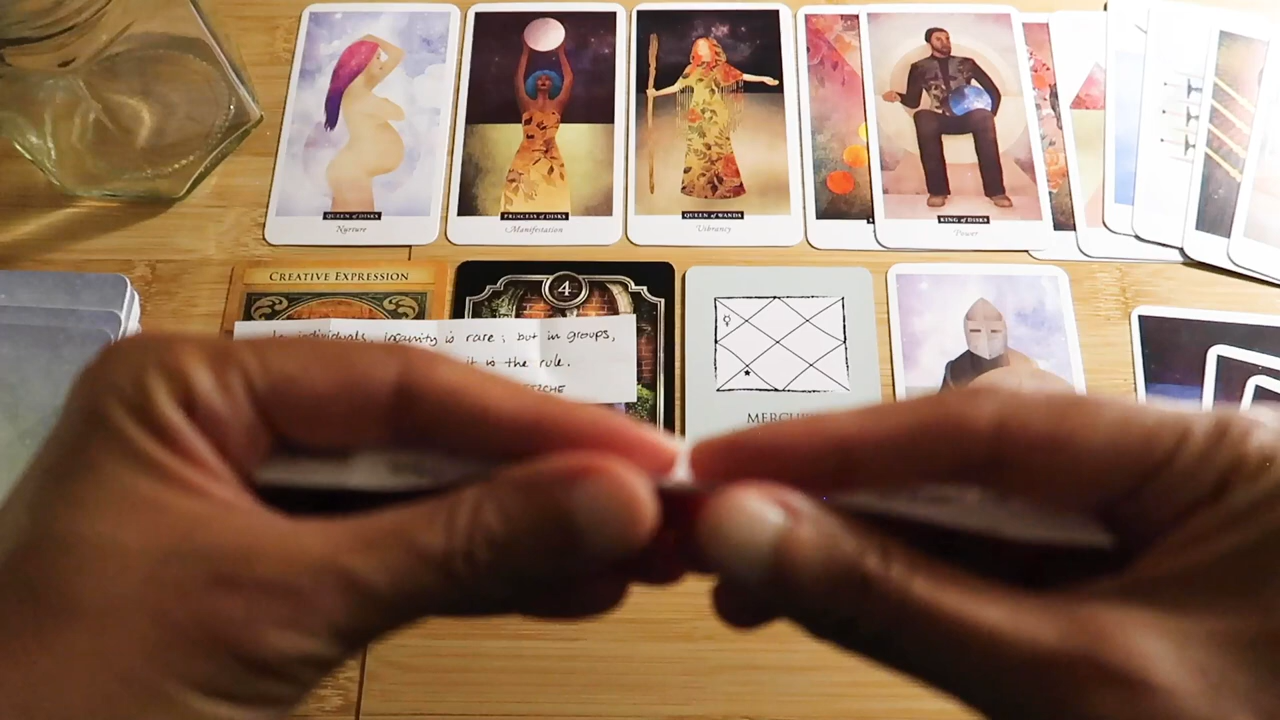 QUEEN of DISKS
Nurture
PRINCESS of DISKS
Manifestation
QUEEN of WANDS
Vibrancy
KING of DISKS
Power
CREATIVE EXPRESSION
4
In individuals, insanity is rare; but in groups,
it is the rule.